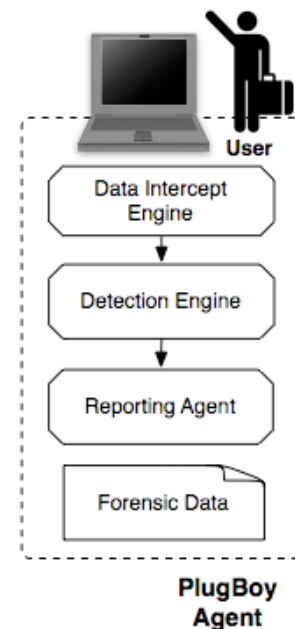 User
Data Intercept
Engine
Detection Engine
Reporting Agent
Forensic Data
PlugBoy
Agent